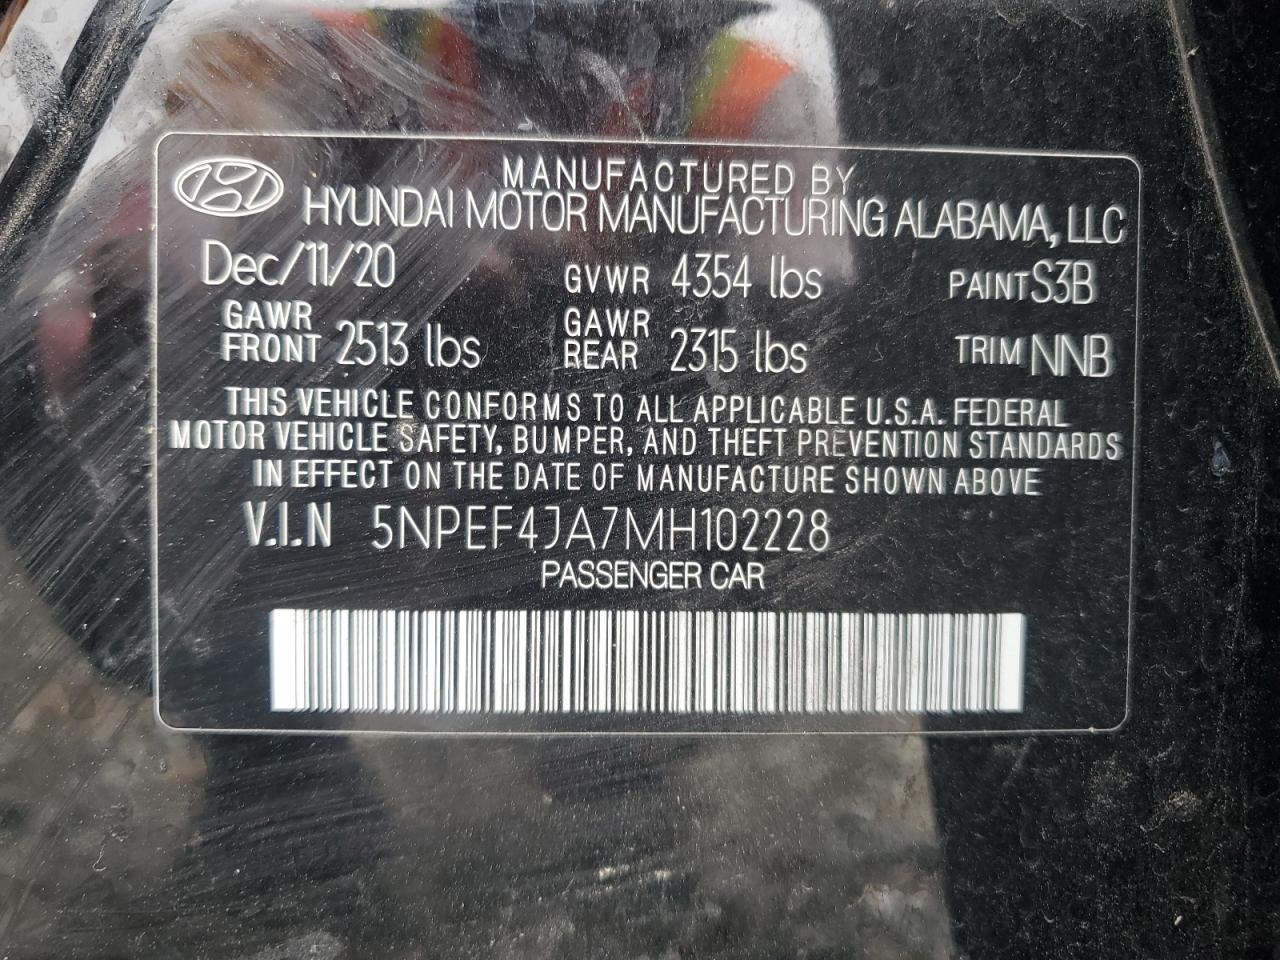 MANUFACTURED BY
HYUNDAI MOTOR MANUFACTURING ALABAMA, LLC
Dec/11/20 GVWR 4354 lbs PAINT S3B
GAWR FRONT 2513 lbs GAWR REAR 2315 lbs TRIM NNB
THIS VEHICLE CONFORMS TO ALL APPLICABLE U.S.A. FEDERAL
MOTOR VEHICLE SAFETY, BUMPER, AND THEFT PREVENTION STANDARDS
IN EFFECT ON THE DATE OF MANUFACTURE SHOWN ABOVE
V.I.N 5NPEF4JA7MH102228
PASSENGER CAR